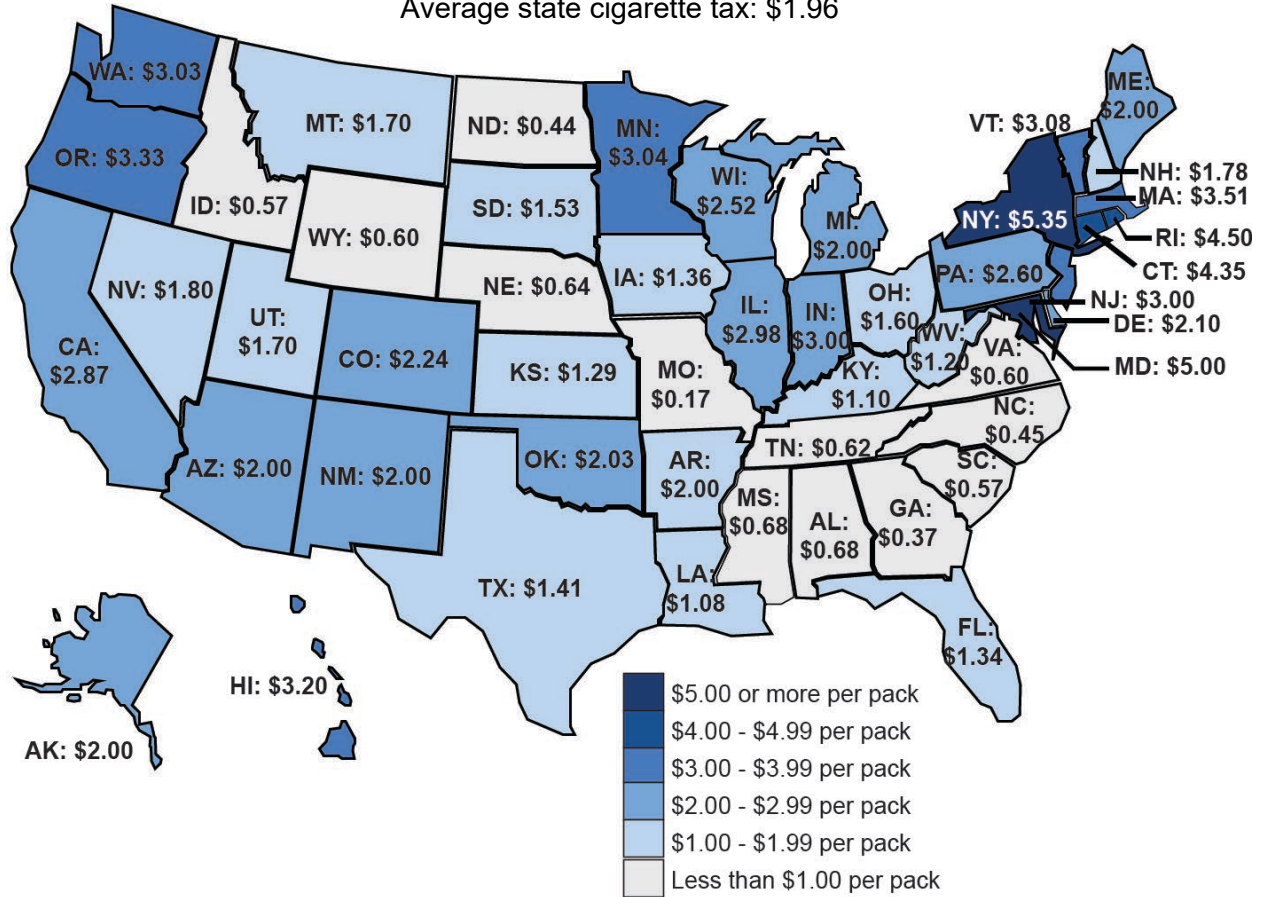 Average state cigarette tax: $1.96
WA: $3.03
OR: $3.33
CA:
$2.87
ID: $0.57
NV: $1.80
MT: $1.70
WY: $0.60
UT:
$1.70
AZ: $2.00
CO: $2.24
NM: $2.00
ND: $0.44
SD: $1.53
NE: $0.64
KS: $1.29
OK: $2.03
TX: $1.41
MN:
$3.04
IA: $1.36
MO:
$0.17
AR:
$2.00
LA:
$1.08
WI:
$2.52
IL:
$2.98
MI:
$2.00
IN:
$3.00
OH:
$1.60
KY:
$1.10
TN: $0.62
MS:
$0.68
AL:
$0.68
GA:
$0.37
FL:
$1.34
SC:
$0.57
NC:
$0.45
VA:
$0.60
WV:
$1.20
PA: $2.60
NY: $5.35
VT: $3.08
ME:
$2.00
NH: $1.78
MA: $3.51
RI: $4.50
CT: $4.35
NJ: $3.00
DE: $2.10
MD: $5.00
AK: $2.00
HI: $3.20
$5.00 or more per pack
$4.00 - $4.99 per pack
$3.00 - $3.99 per pack
$2.00 - $2.99 per pack
$1.00 - $1.99 per pack
Less than $1.00 per pack